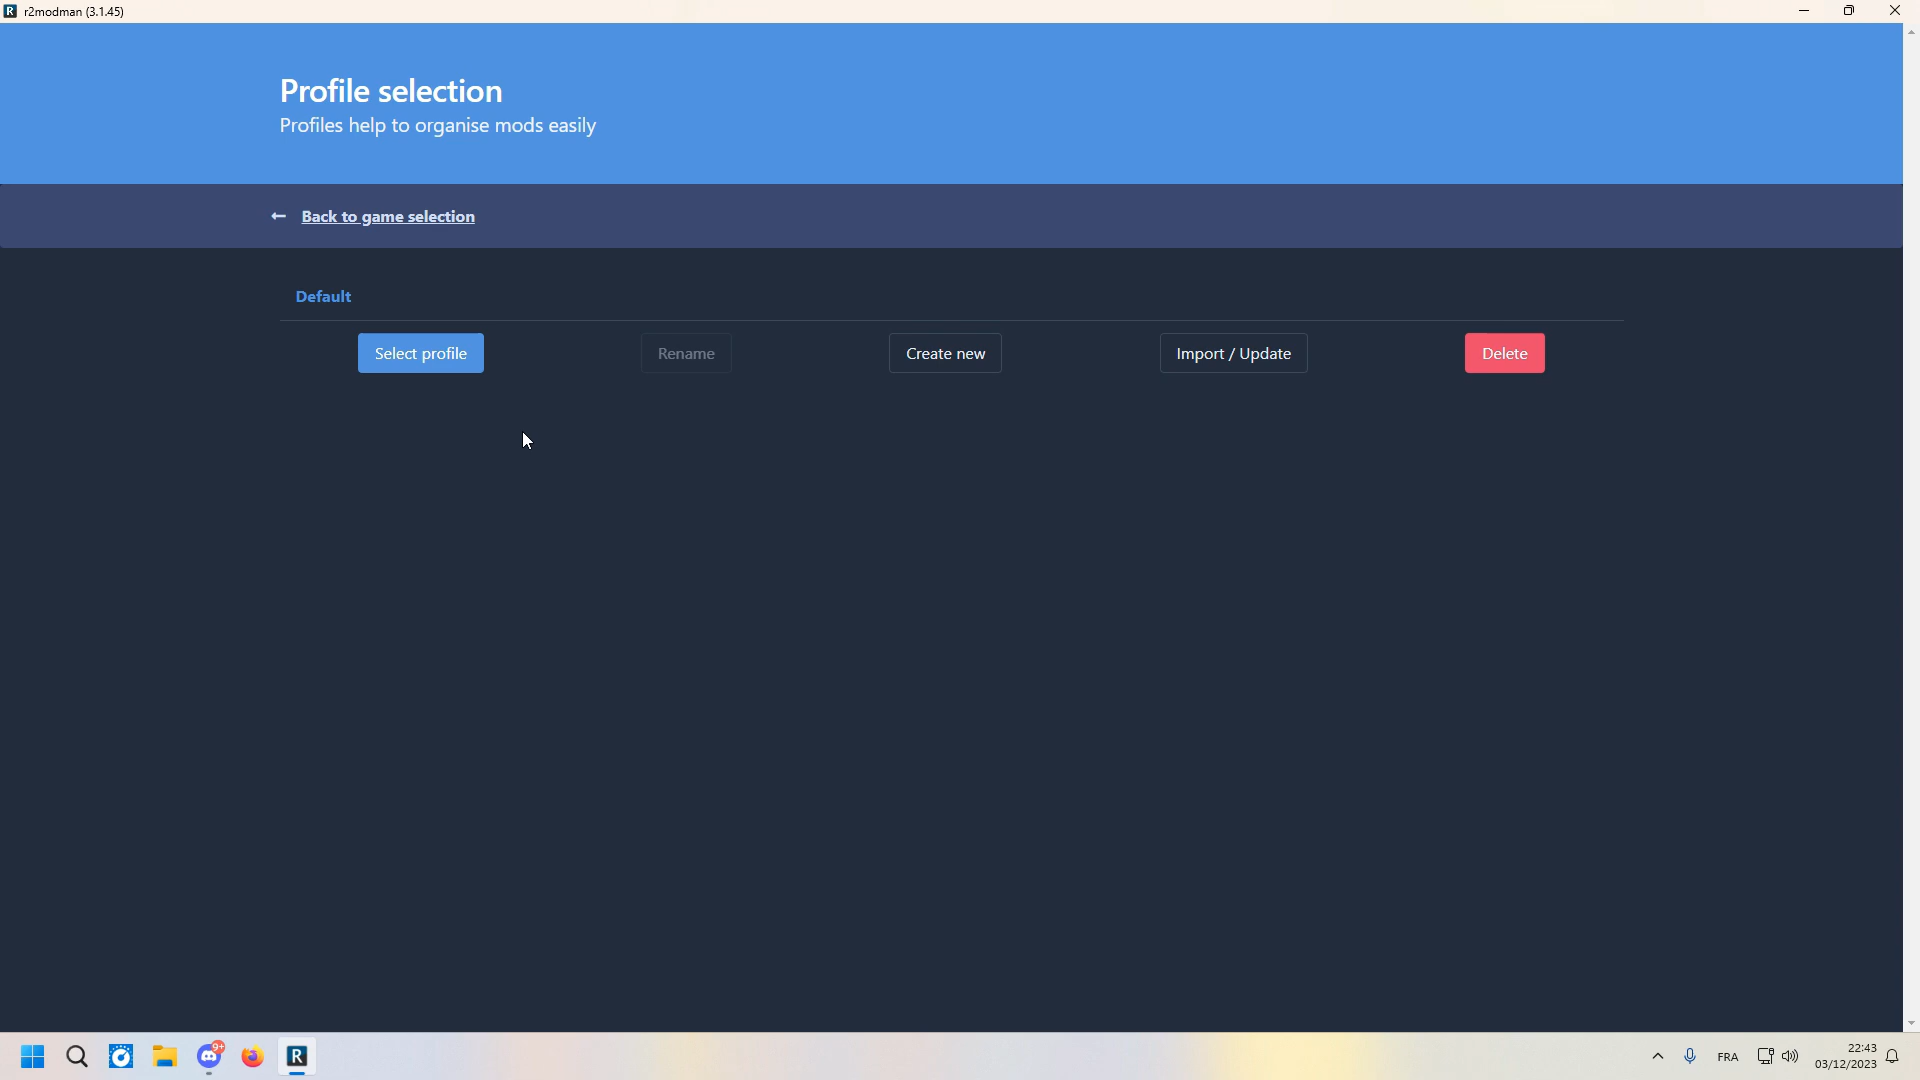 r2modman (3.1.45)
Profile selection
Profiles help to organise mods easily
Back to game selection
Default
Select profile
Rename
Create new
Import / Update
Delete
9+
FRA
22:43
03/12/2023